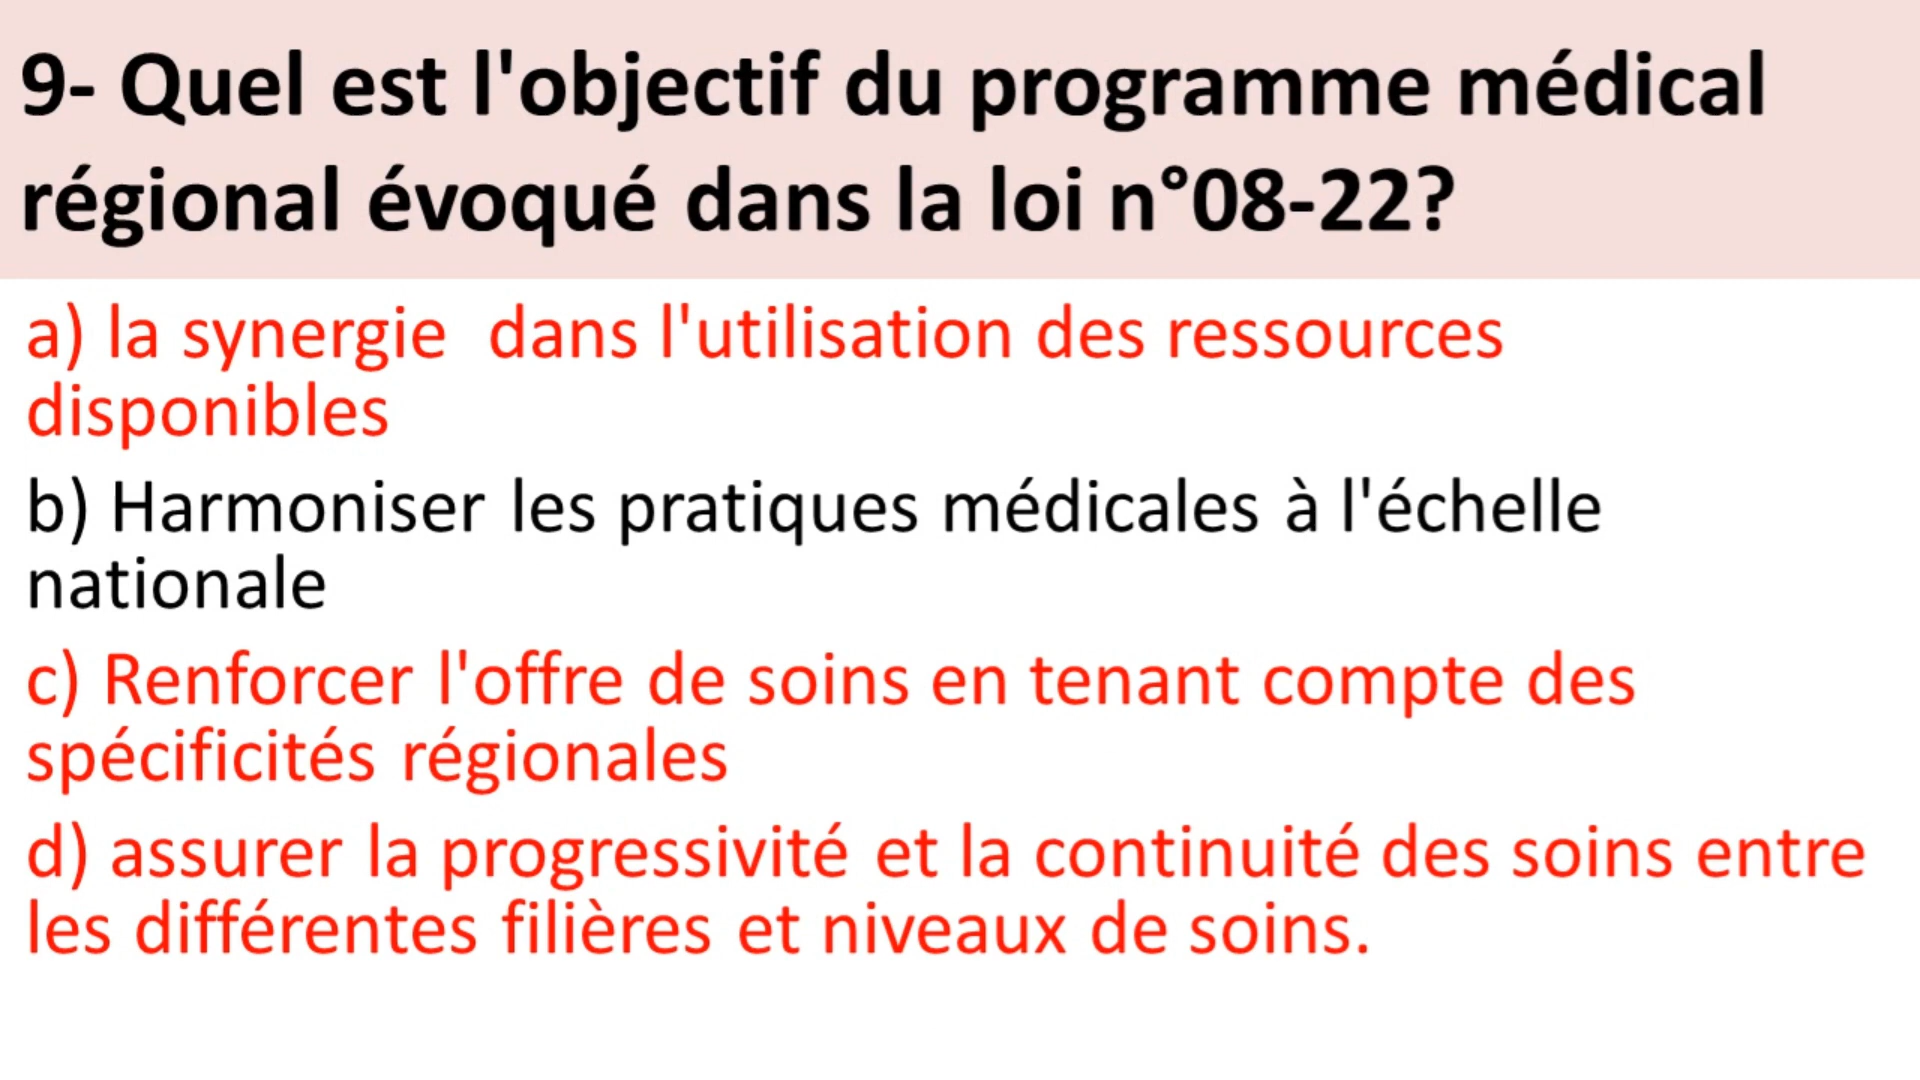 9- Quel est l'objectif du programme médical
régional évoqué dans la loi n°08-22?
a) la synergie dans l'utilisation des ressources
disponibles
b) Harmoniser les pratiques médicales à l'échelle
nationale
c) Renforcer l'offre de soins en tenant compte des
spécificités régionales
d) assurer la progressivité et la continuité des soins entre
les différentes filières et niveaux de soins.